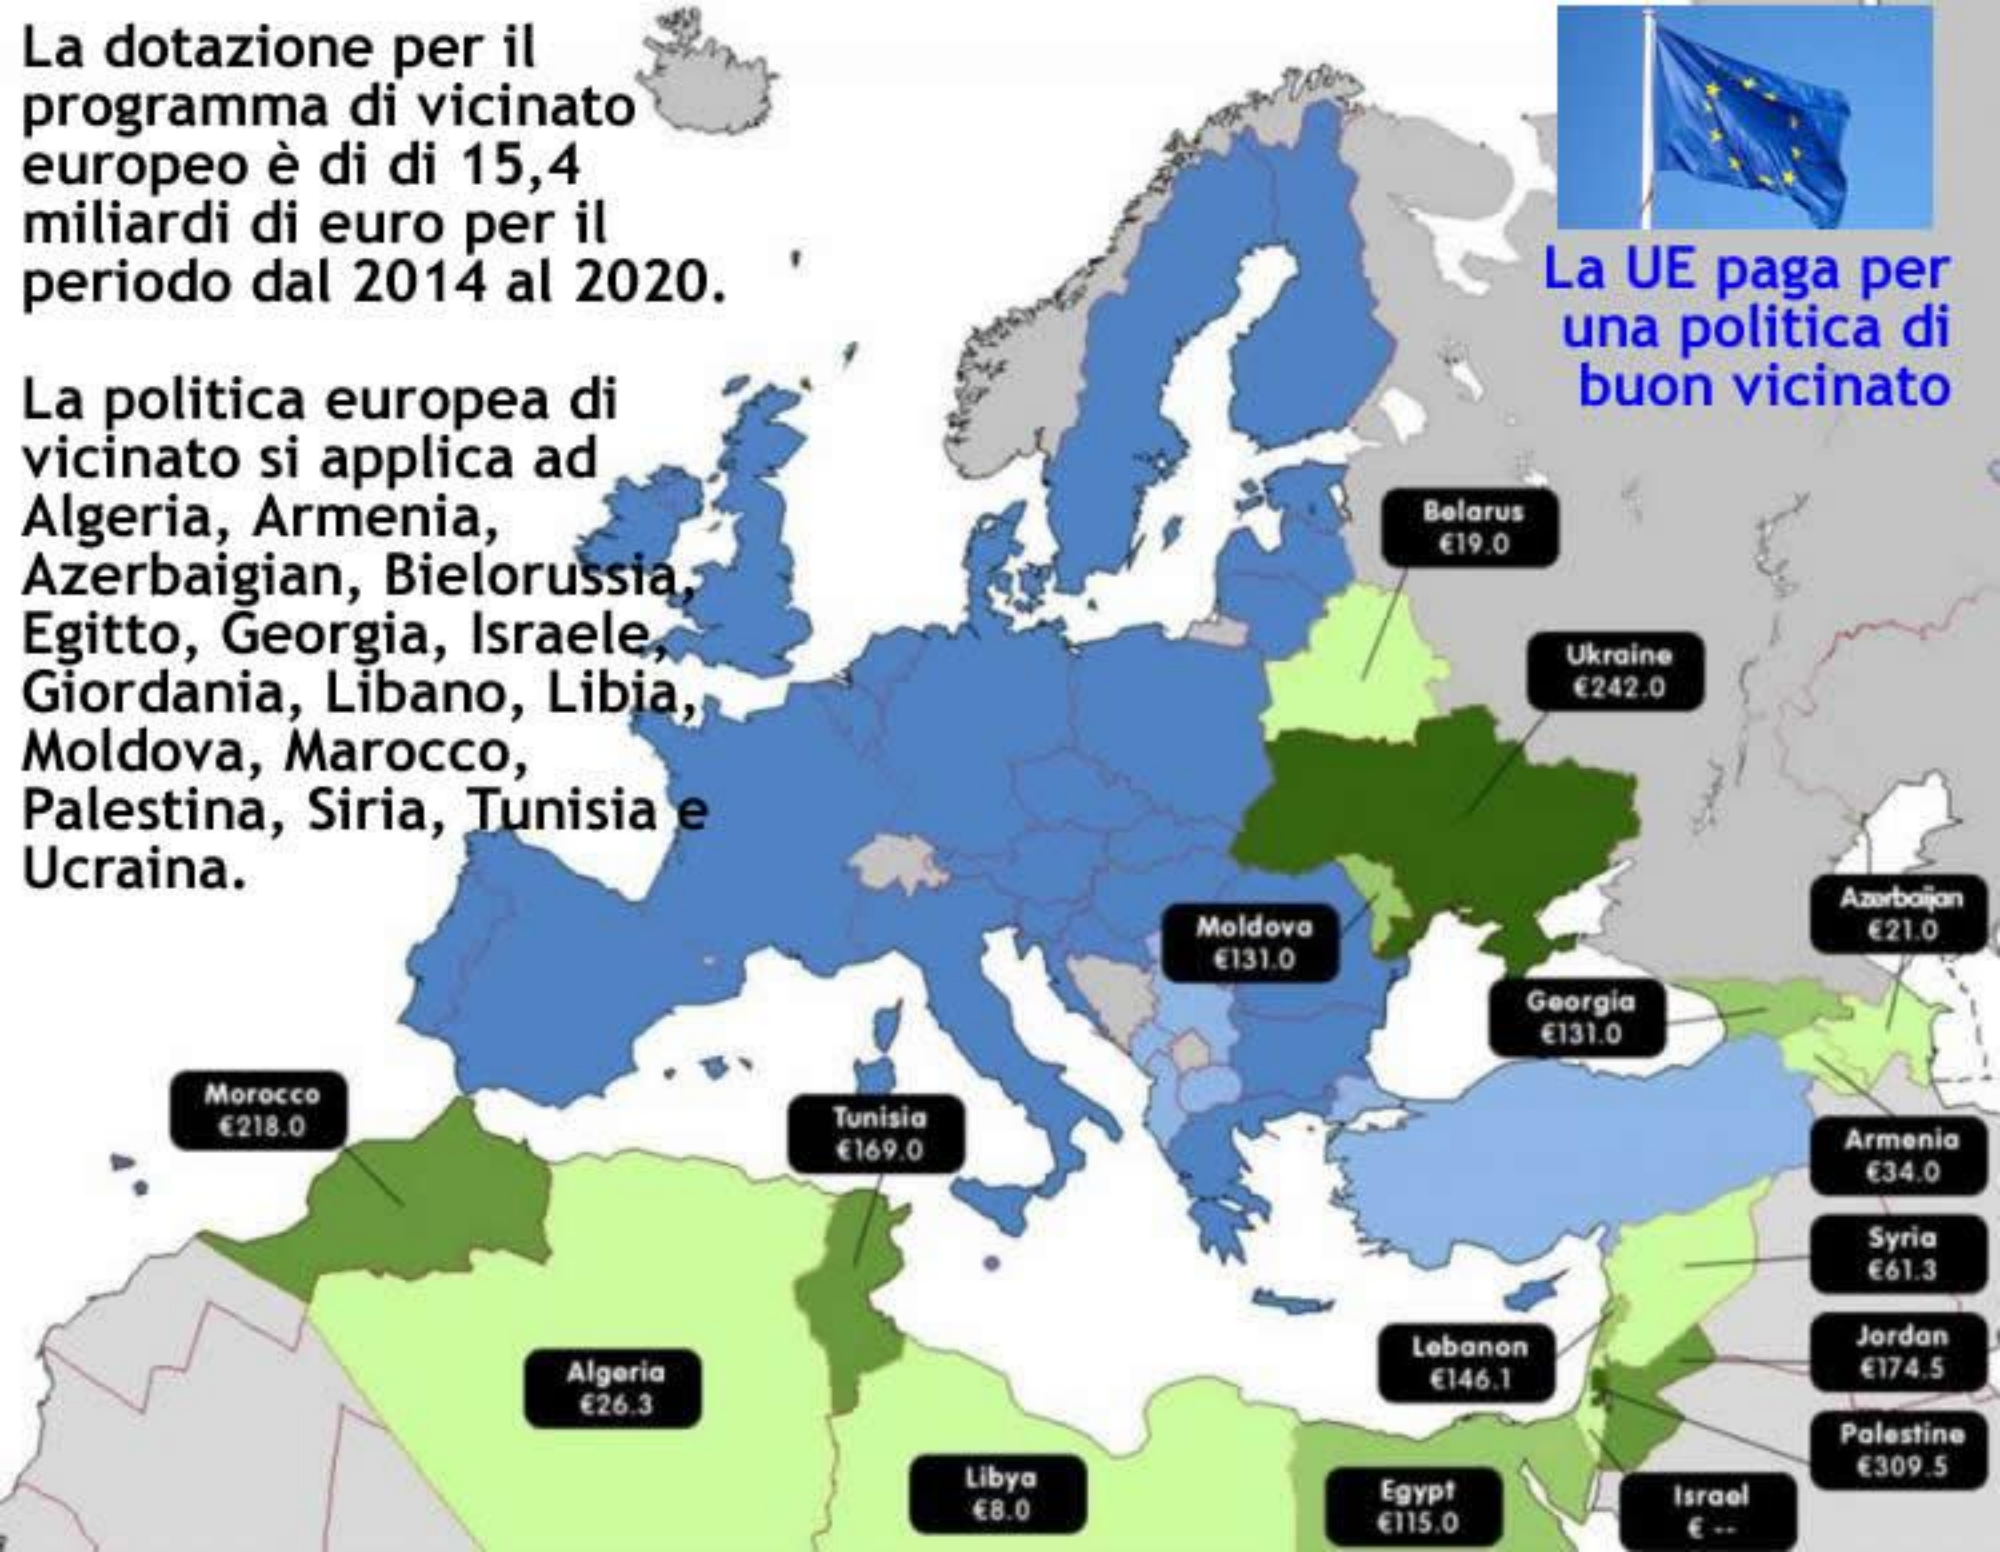 La dotazione per il
programma di vicinato
europeo è di di 15,4
miliardi di euro per il
periodo dal 2014 al 2020.
La politica europea di
vicinato si applica ad
Algeria, Armenia,
Azerbaigian, Bielorussia,
Egitto, Georgia, Israele,
Giordania, Libano, Libia,
Moldova, Marocco,
Palestina, Siria, Tunisia e
Ucraina.
La UE paga per
una politica di
buon vicinato
Belarus
€19.0
Ukraine
€242.0
Azerbaijan
€21.0
Moldova
€131.0
Georgia
€131.0
Morocco
€218.0
Tunisia
€169.0
Armenia
€34.0
Syria
€61.3
Lebanon
€146.1
Jordan
€174.5
Algeria
€26.3
Palestine
€309.5
Libya
€8.0
Egypt
€115.0
Israel
€ --